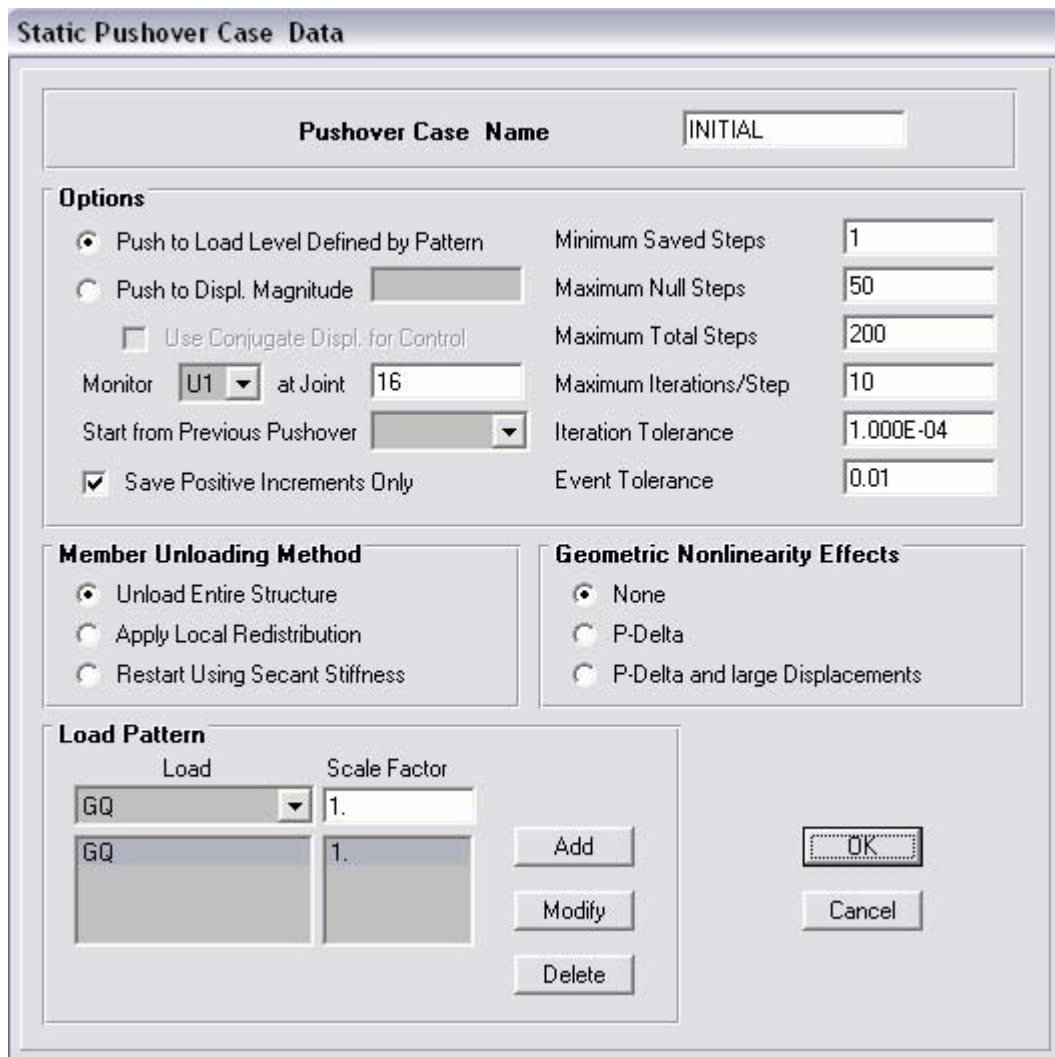 Static Pushover Case Data
Pushover Case Name INITIAL
Options
Push to Load Level Defined by Pattern
Push to Displ. Magnitude
Use Conjugate Displ. for Control
Monitor U1 at Joint 16
Start from Previous Pushover
Save Positive Increments Only
Minimum Saved Steps 1
Maximum Null Steps 50
Maximum Total Steps 200
Maximum Iterations/Step 10
Iteration Tolerance 1.000E-04
Event Tolerance 0.01
Member Unloading Method
Unload Entire Structure
Apply Local Redistribution
Restart Using Secant Stiffness
Geometric Nonlinearity Effects
None
P-Delta
P-Delta and large Displacements
Load Pattern
Load Scale Factor
GQ 1.
GQ 1.
Add
Modify
Delete
OK
Cancel